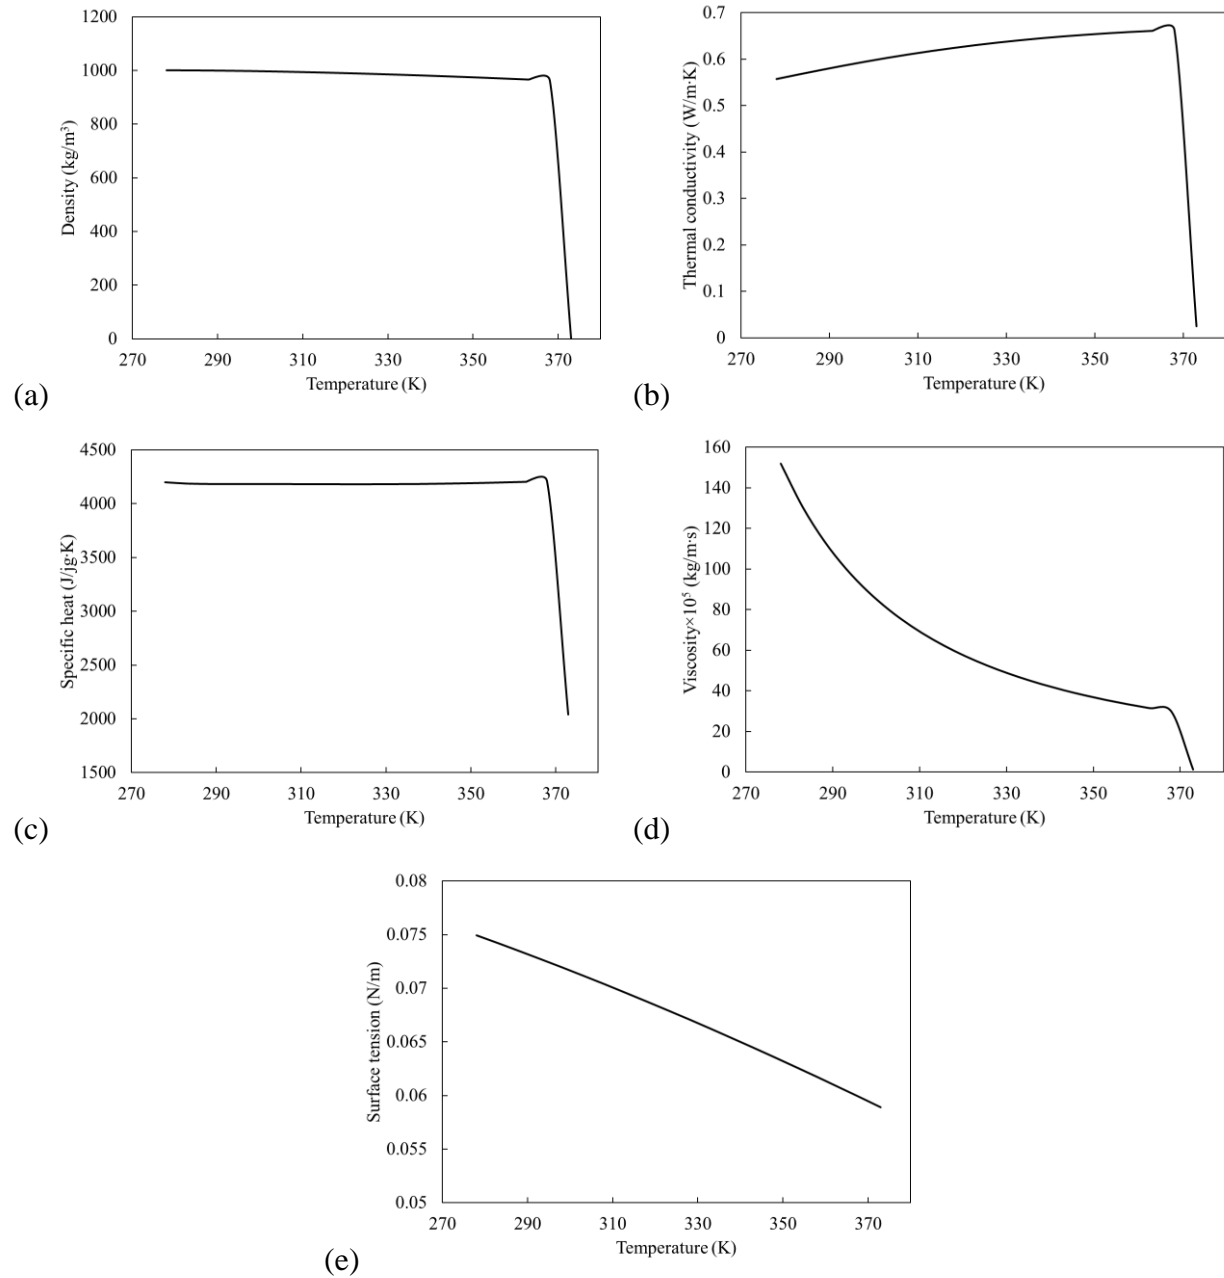 Density (kg/m³)
1200
1000
800
600
400
200
0
270 290 310 330 350 370
Temperature (K)
(a)
Thermal conductivity (W/m·K)
0.7
0.6
0.5
0.4
0.3
0.2
0.1
0
270 290 310 330 350 370
Temperature (K)
(b)
Specific heat (J/jg·K)
4500
4000
3500
3000
2500
2000
1500
270 290 310 330 350 370
Temperature (K)
(c)
Viscosity×10⁵ (kg/m·s)
160
140
120
100
80
60
40
20
0
270 290 310 330 350 370
Temperature (K)
(d)
Surface tension (N/m)
0.08
0.075
0.07
0.065
0.06
0.055
0.05
270 290 310 330 350 370
Temperature (K)
(e)